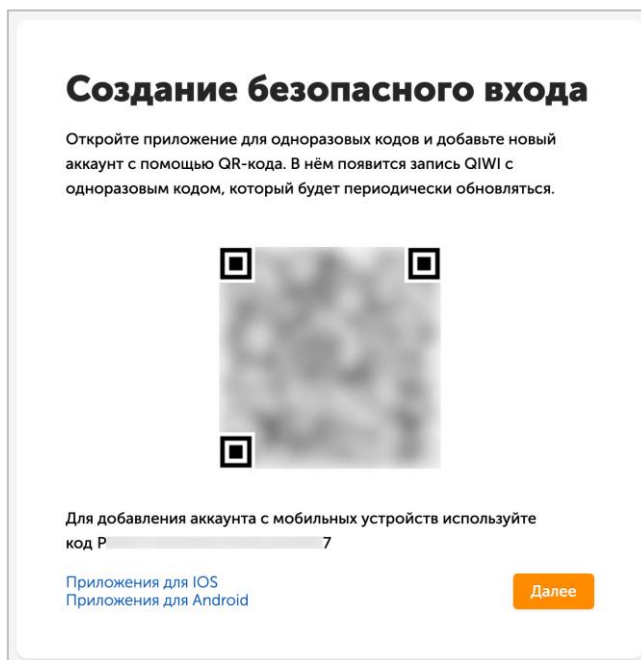 Создание безопасного входа
Откройте приложение для одноразовых кодов и добавьте новый
аккаунт с помощью QR-кода. В нём появится запись QIWI с
одноразовым кодом, который будет периодически обновляться.
Для добавления аккаунта с мобильных устройств используйте
код P 7
Приложения для IOS
Приложения для Android
Далее